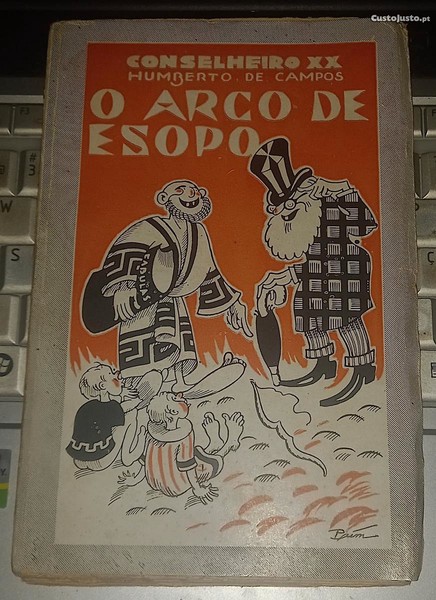 CustoJusto.pt
CONSELHEIRO XX
HUMBERTO DE CAMPOS
O ARCO DE
ESOPO
FABULAS
Paim